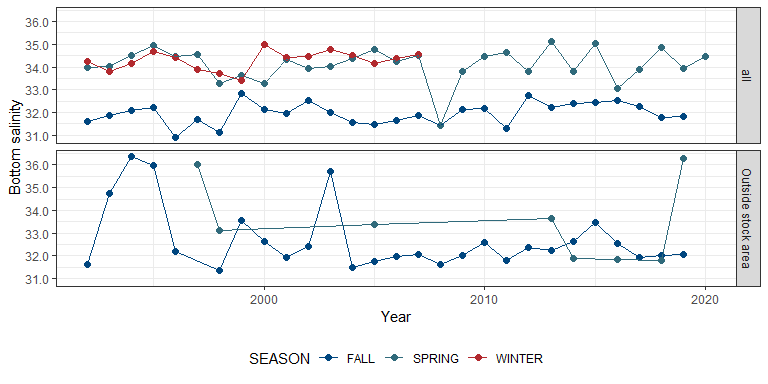 36.0
35.0
34.0
33.0
32.0
31.0
all
36.0
35.0
34.0
33.0
32.0
31.0
Outside stock area
Bottom salinity
2000 2010 2020
Year
SEASON FALL SPRING WINTER